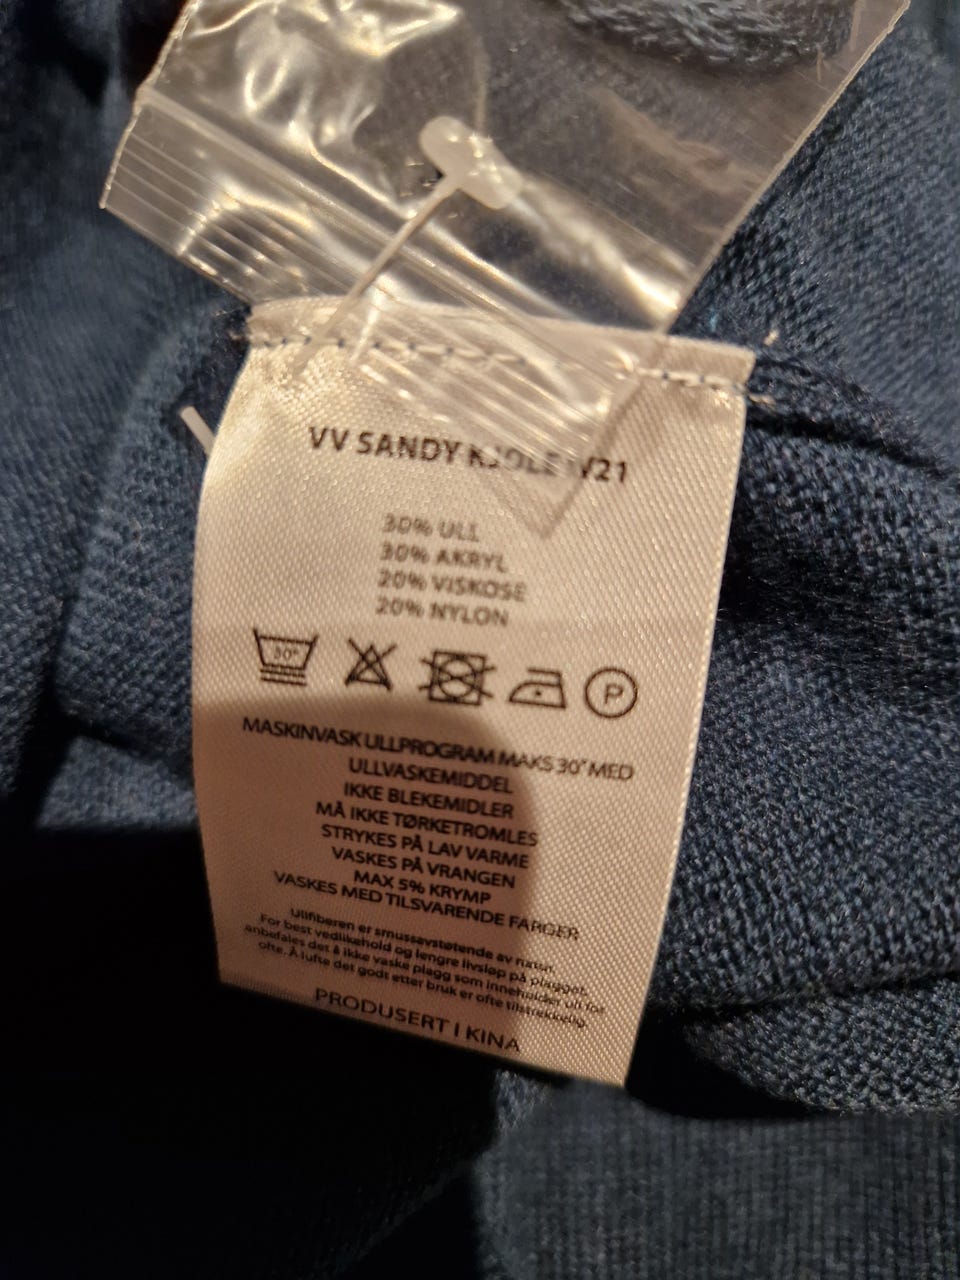 VV SANDY KJOLE W21
30% ULL
30% AKRYL
20% VISKOSE
20% NYLON
30°
P
MASKINVASK ULLPROGRAM MAKS 30° MED
ULLVASKEMIDDEL
IKKE BLEKEMIDLER
MÅ IKKE TØRKETROMLES
STRYKES PÅ LAV VARME
VASKES PÅ VRANGEN
MAX 5% KRYMP
VASKES MED TILSVARENDE FARGER
Ullfiberen er smussavstøtende av natur.
For best vedlikehold og lengre livsløp på plagget,
anbefales det å ikke vaske plagg som inneholder ull for
ofte. Å lufte det godt etter bruk er ofte tilstrekkelig.
PRODUSERT I KINA